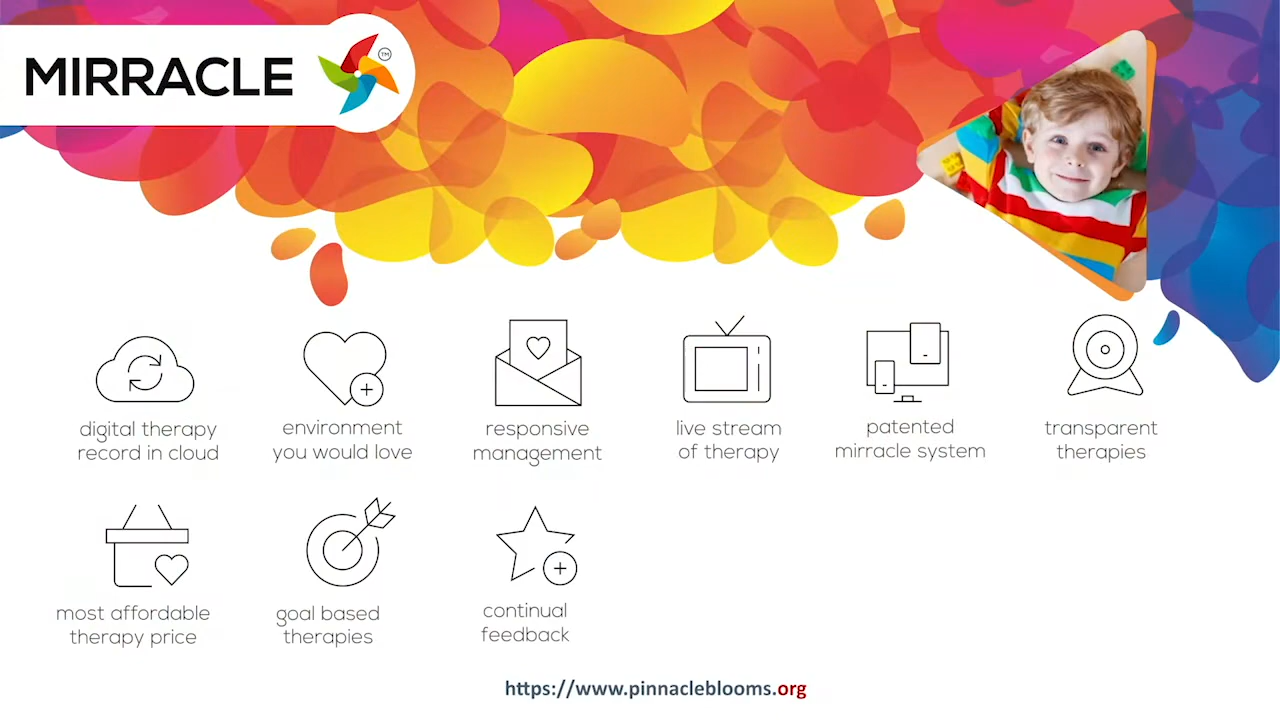 MIRRACLE
TM
digital therapy
record in cloud
environment
you would love
responsive
management
live stream
of therapy
patented
mirracle system
transparent
therapies
most affordable
therapy price
goal based
therapies
continual
feedback
https://www.pinnacleblooms.org